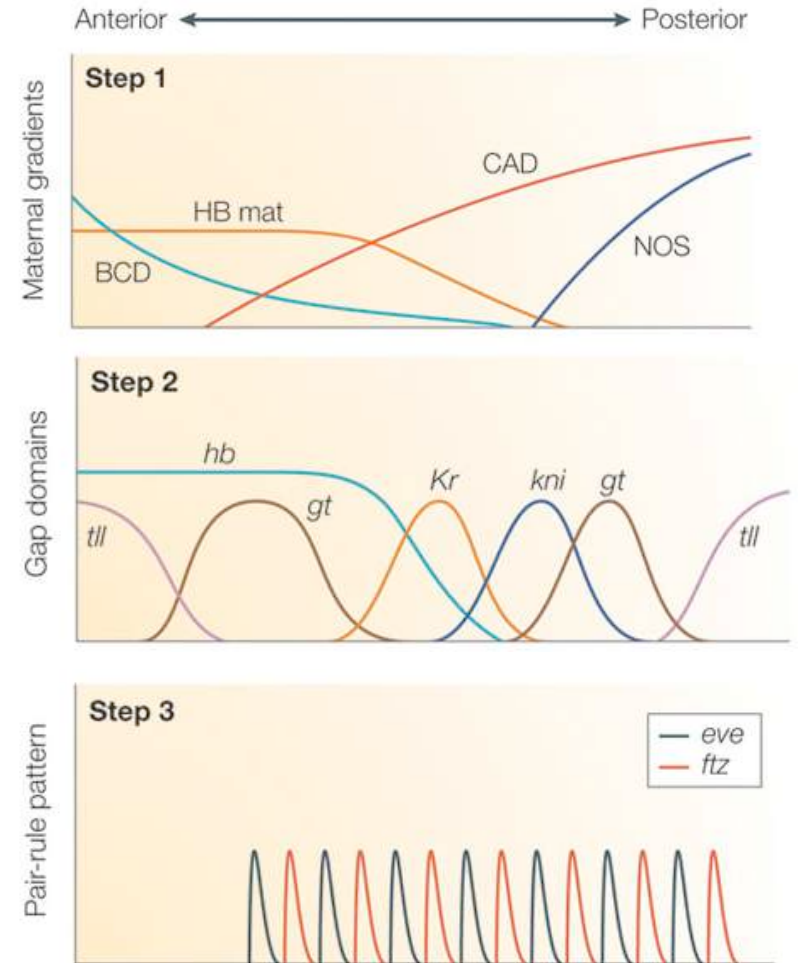 Anterior Posterior
Maternal gradients
Step 1
CAD
HB mat
NOS
BCD
Gap domains
Step 2
hb
Kr kni gt
gt
tll
tll
Pair-rule pattern
Step 3
eve
ftz